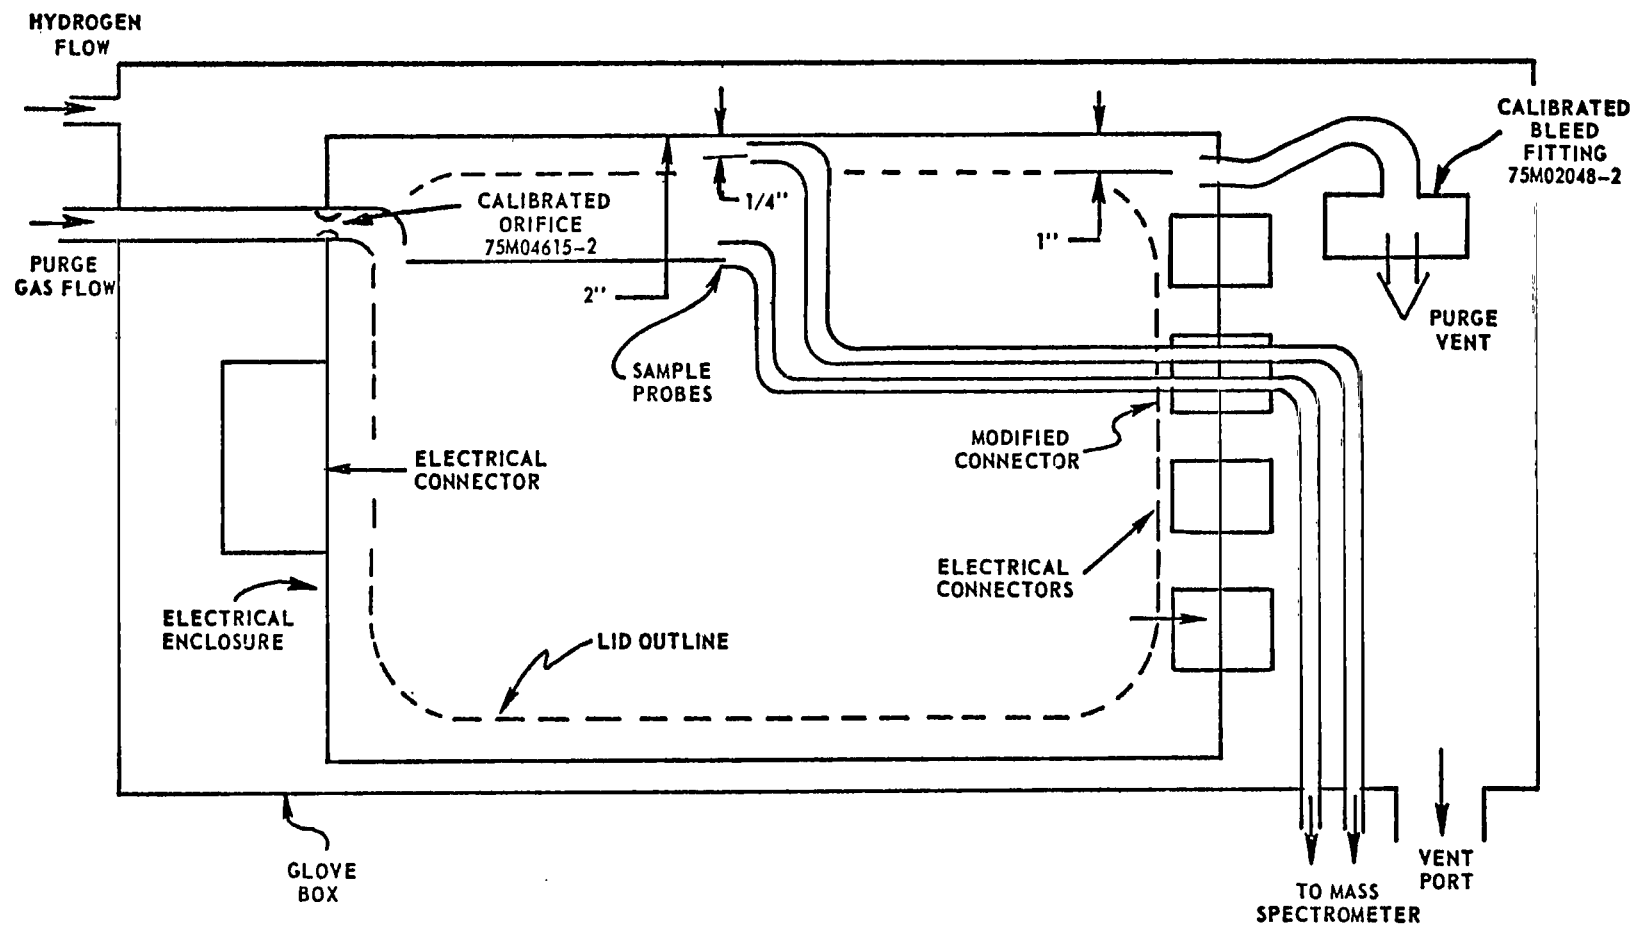 HYDROGEN
FLOW
CALIBRATED
BLEED
FITTING
75M02048-2
1/4"
CALIBRATED
ORIFICE
75M04615-2
1"
PURGE
GAS FLOW
2"
PURGE
VENT
SAMPLE
PROBES
MODIFIED
CONNECTOR
ELECTRICAL
CONNECTOR
ELECTRICAL
CONNECTORS
ELECTRICAL
ENCLOSURE
LID OUTLINE
GLOVE
BOX
VENT
PORT
TO MASS
SPECTROMETER